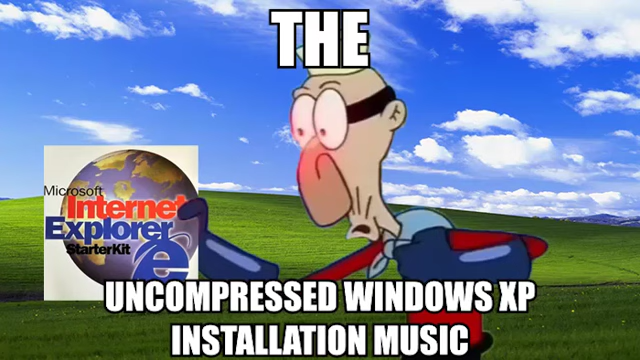 THE
Microsoft
Internet
Explorer
StarterKit
UNCOMPRESSED WINDOWS XP
INSTALLATION MUSIC